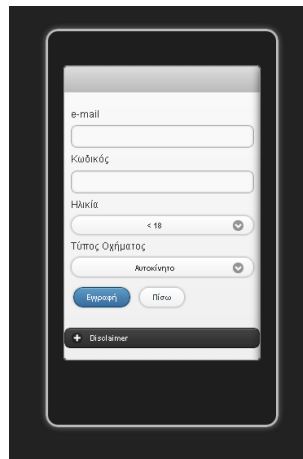 e-mail
Κωδικός
Ηλικία
< 18
Τύπος Οχήματος
Αυτοκίνητο
Εγγραφή Πίσω
Disclaimer